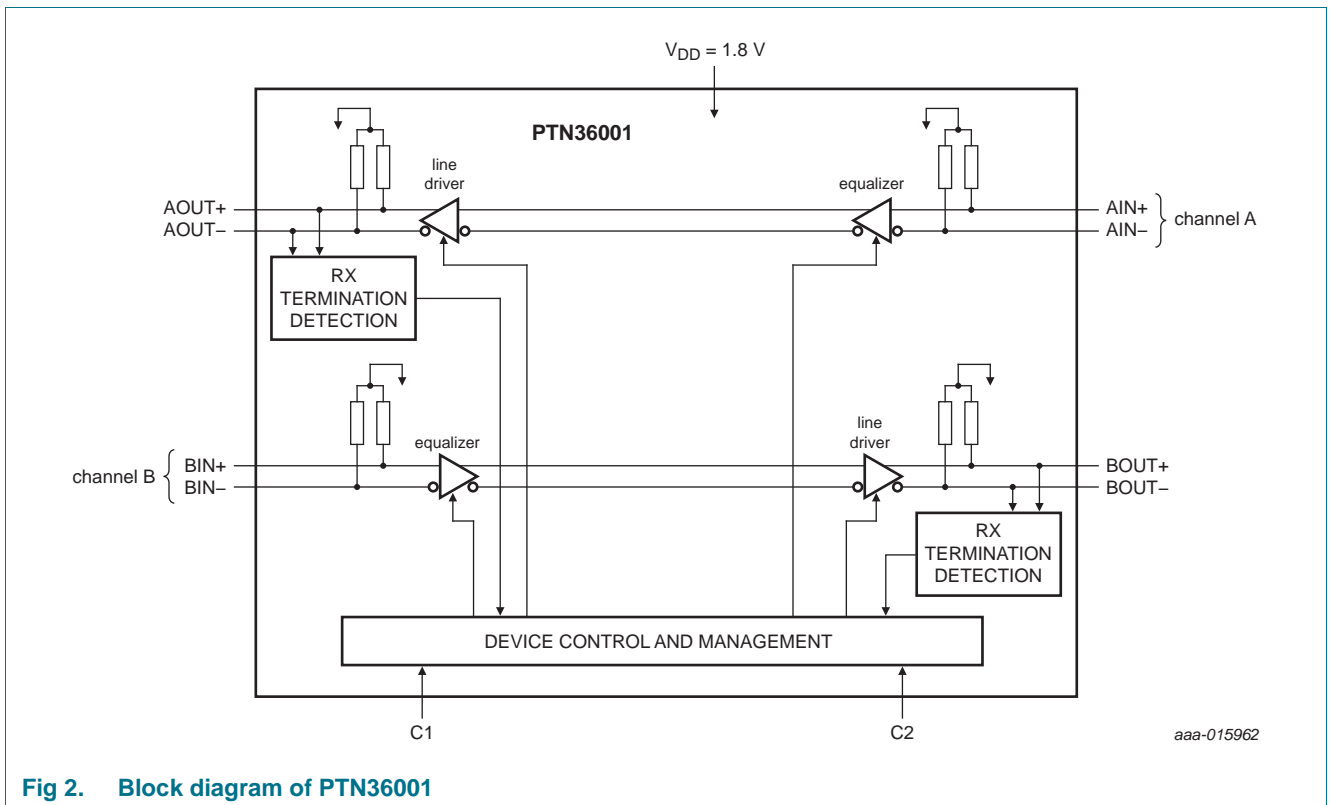 VDD = 1.8 V
PTN36001
line
driver
equalizer
AOUT+
AOUT−
AIN+
AIN−
channel A
RX
TERMINATION
DETECTION
equalizer
line
driver
channel B
BIN+
BIN−
BOUT+
BOUT−
RX
TERMINATION
DETECTION
DEVICE CONTROL AND MANAGEMENT
C1
C2
aaa-015962
Fig 2. Block diagram of PTN36001